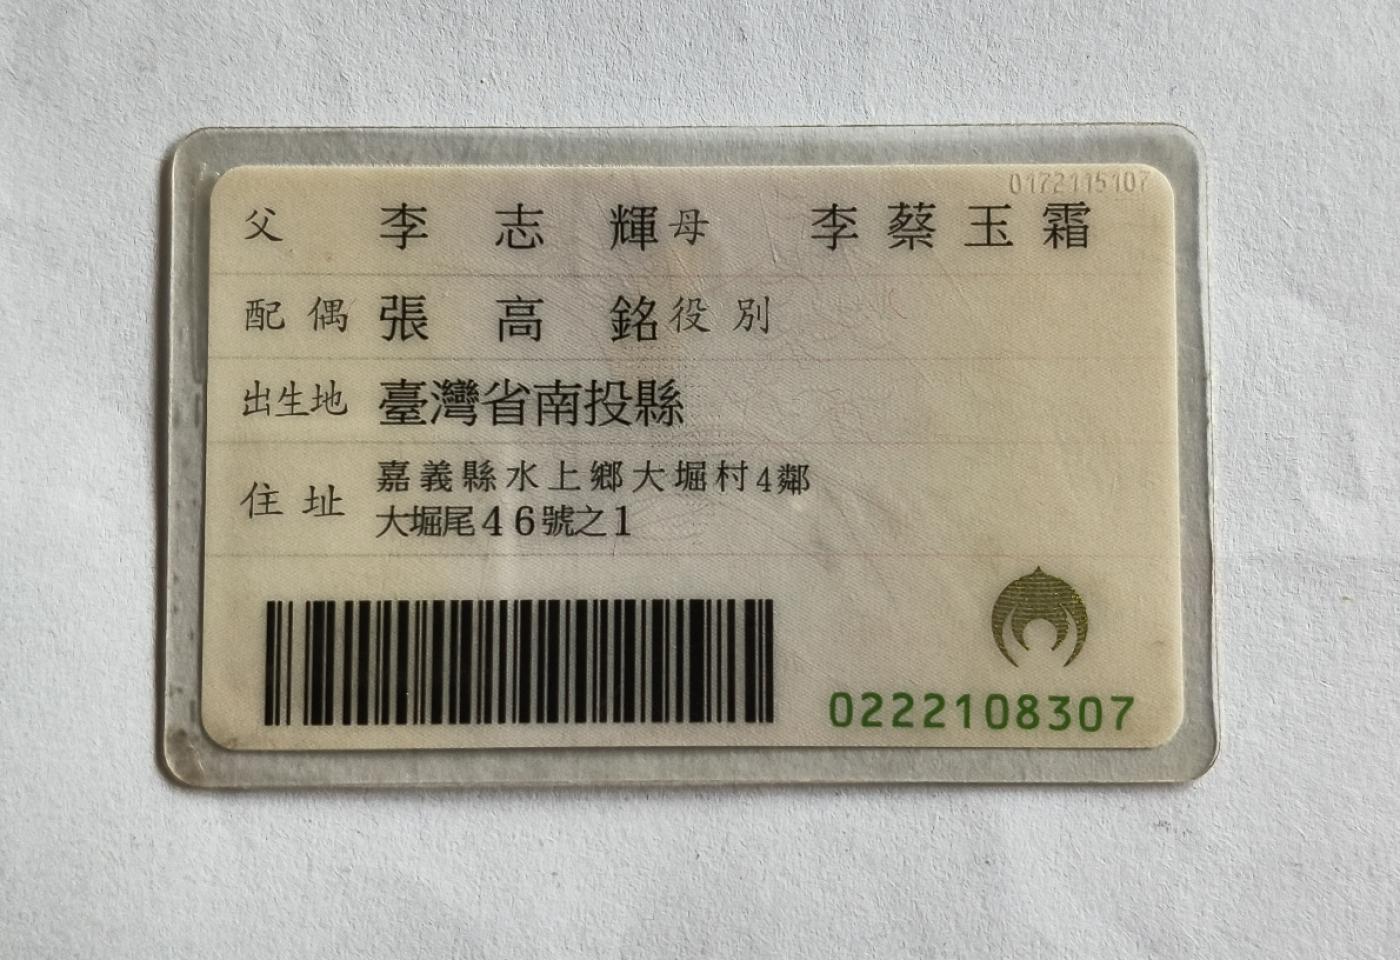 0172115107
父 李志輝 母 李蔡玉霜
配偶 張高銘 役別
出生地 臺灣省南投縣
住址 嘉義縣水上鄉大堀村4鄰
大堀尾46號之1
0222108307